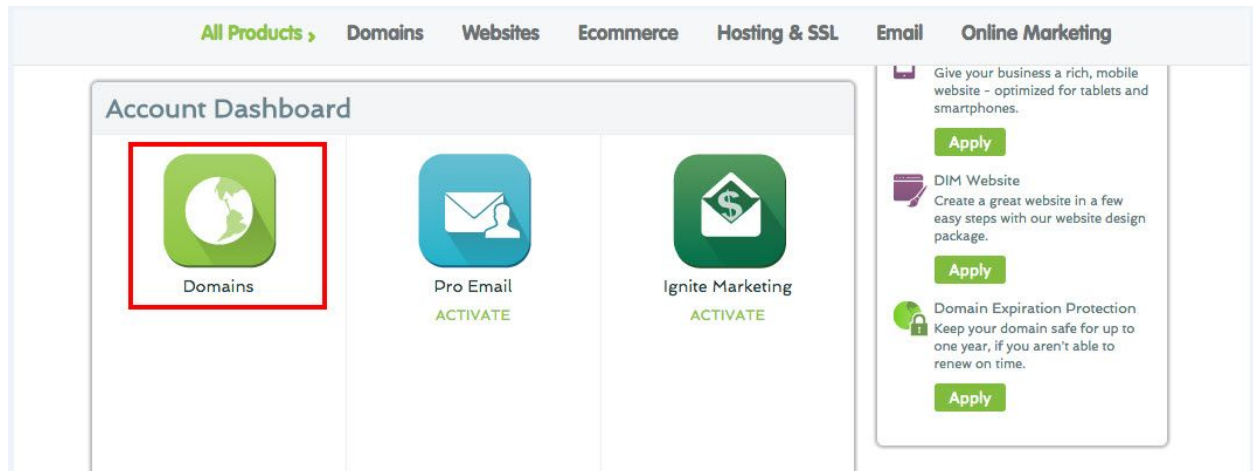 All Products › Domains Websites Ecommerce Hosting & SSL Email Online Marketing
Account Dashboard
Domains
Pro Email
ACTIVATE
Ignite Marketing
ACTIVATE
Give your business a rich, mobile
website - optimized for tablets and
smartphones.
Apply
DIM Website
Create a great website in a few
easy steps with our website design
package.
Apply
Domain Expiration Protection
Keep your domain safe for up to
one year, if you aren't able to
renew on time.
Apply